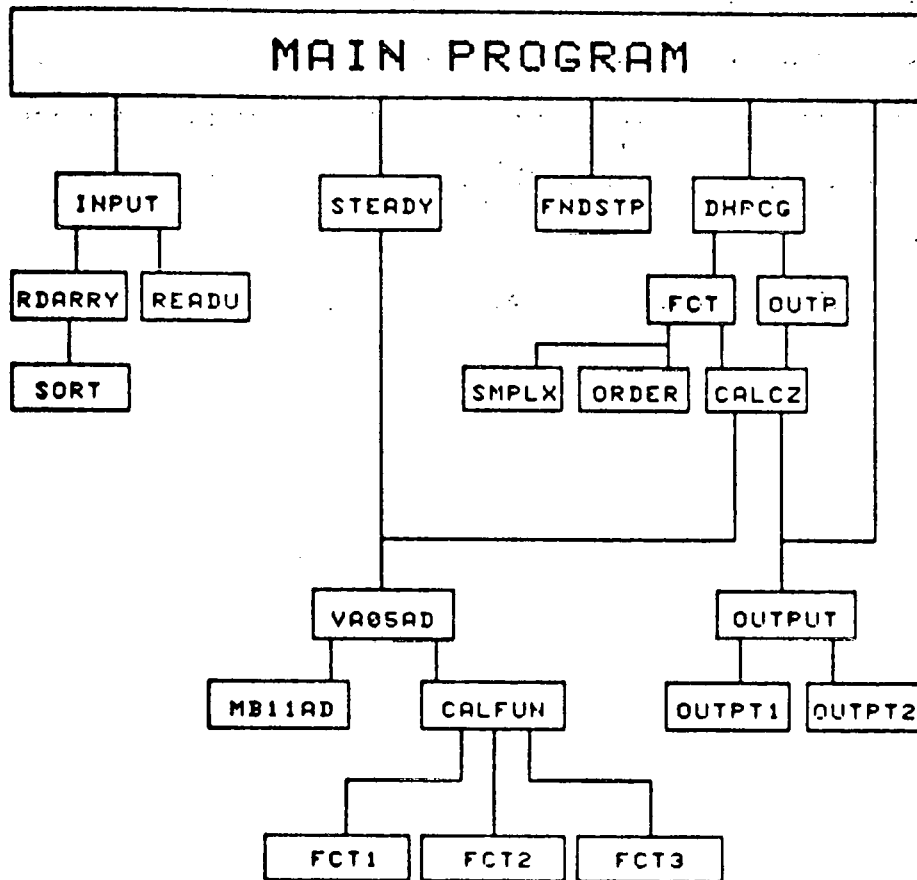 MAIN PROGRAM
INPUT
STEADY
FNDSTP
DHPCG
RDARRY
READU
FCT
OUTP
SORT
SMPLX
ORDER
CALCZ
VA05AD
OUTPUT
MB11AD
CALFUN
OUTPT1
OUTPT2
FCT1
FCT2
FCT3